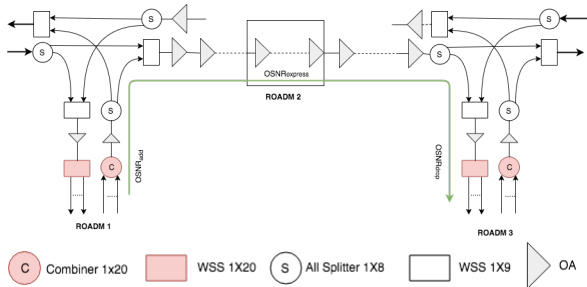 S
S
S
S
OSNRexpress
ROADM 2
S
S
OSNRadd
OSNRdrop
C
C
ROADM 1
ROADM 3
C Combiner 1x20
WSS 1X20
S All Splitter 1X8
WSS 1X9
OA